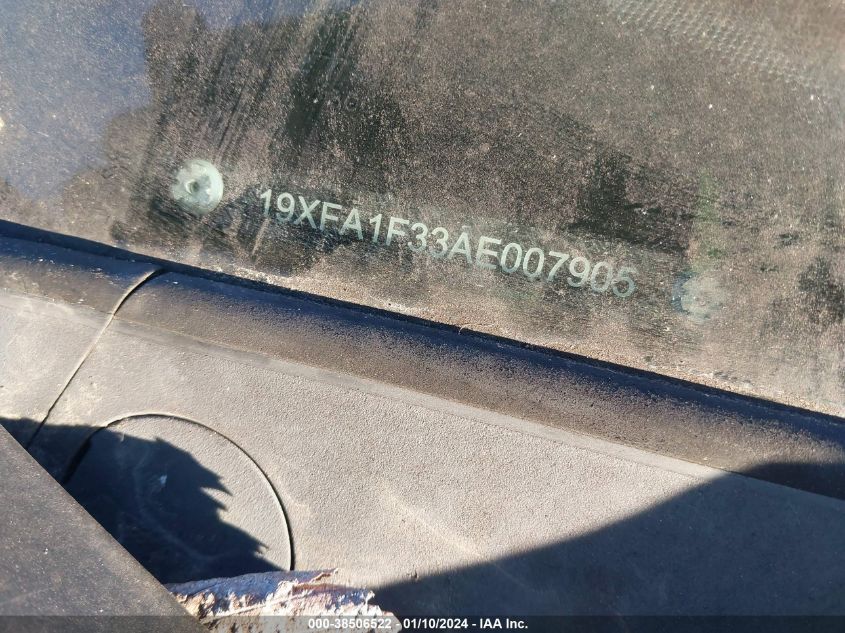 19XFA1F33AE007905
000-38506522 - 01/10/2024 - IAA Inc.